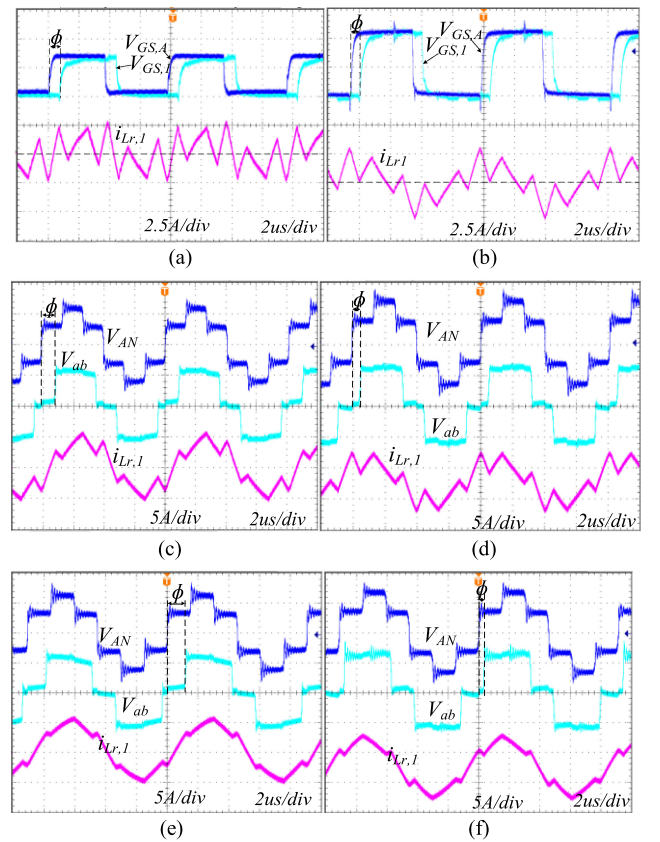 ϕ
V_GS,A
V_GS,1
i_Lr,1
2.5A/div 2us/div
(a)
ϕ
V_GS,A
V_GS,1
i_Lr1
2.5A/div 2us/div
(b)
ϕ
V_AN
V_ab
i_Lr,1
5A/div 2us/div
(c)
ϕ
V_AN
V_ab
i_Lr,1
5A/div 2us/div
(d)
ϕ
V_AN
V_ab
i_Lr,1
5A/div 2us/div
(e)
ϕ
V_AN
V_ab
i_Lr,1
5A/div 2us/div
(f)